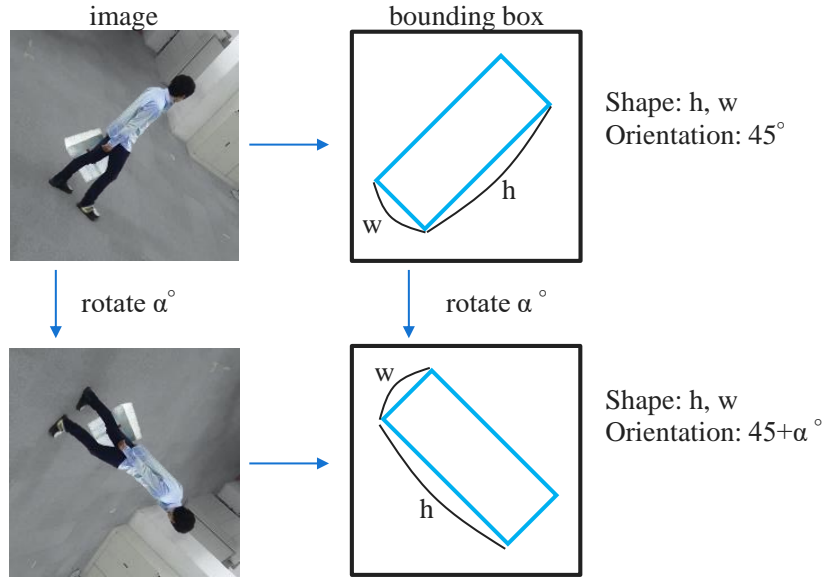 image
bounding box
Shape: h, w
Orientation: 45°
h
w
rotate α°
rotate α °
w
Shape: h, w
Orientation: 45+α °
h